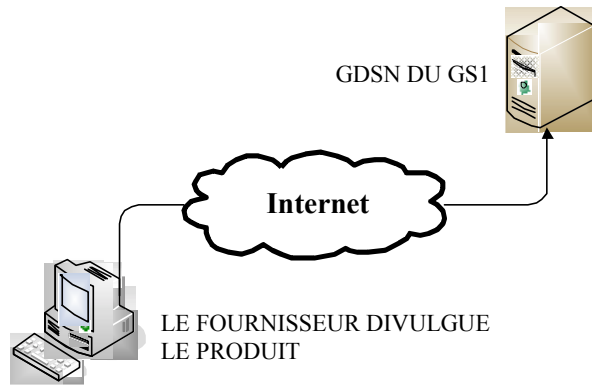 GDSN DU GS1
Internet
LE FOURNISSEUR DIVULGUE
LE PRODUIT